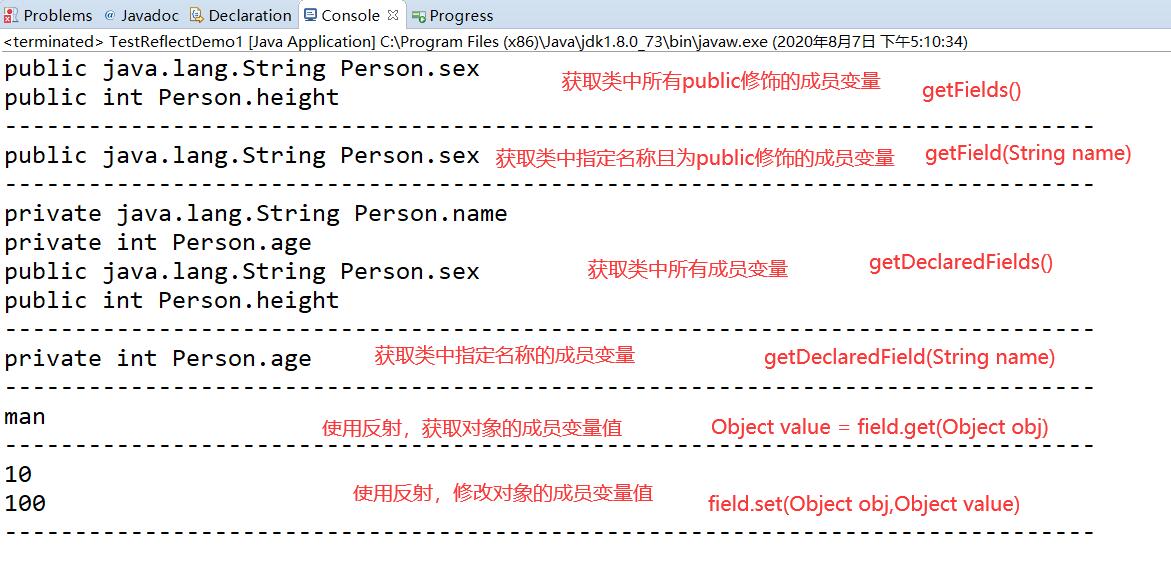 Problems @ Javadoc Declaration Console Progress
<terminated> TestReflectDemo1 [Java Application] C:\Program Files (x86)\Java\jdk1.8.0_73\bin\javaw.exe (2020年8月7日 下午5:10:34)
public java.lang.String Person.sex
获取类中所有public修饰的成员变量
getFields()
public int Person.height
------------------------------------------------------------------------------
public java.lang.String Person.sex 获取类中指定名称且为public修饰的成员变量 getField(String name)
------------------------------------------------------------------------------
private java.lang.String Person.name
private int Person.age
public java.lang.String Person.sex 获取类中所有成员变量 getDeclaredFields()
public int Person.height
------------------------------------------------------------------------------
private int Person.age 获取类中指定名称的成员变量 getDeclaredField(String name)
------------------------------------------------------------------------------
man
使用反射，获取对象的成员变量值 Object value = field.get(Object obj)
------------------------------------------------------------------------------
10
使用反射，修改对象的成员变量值
100 field.set(Object obj,Object value)
------------------------------------------------------------------------------